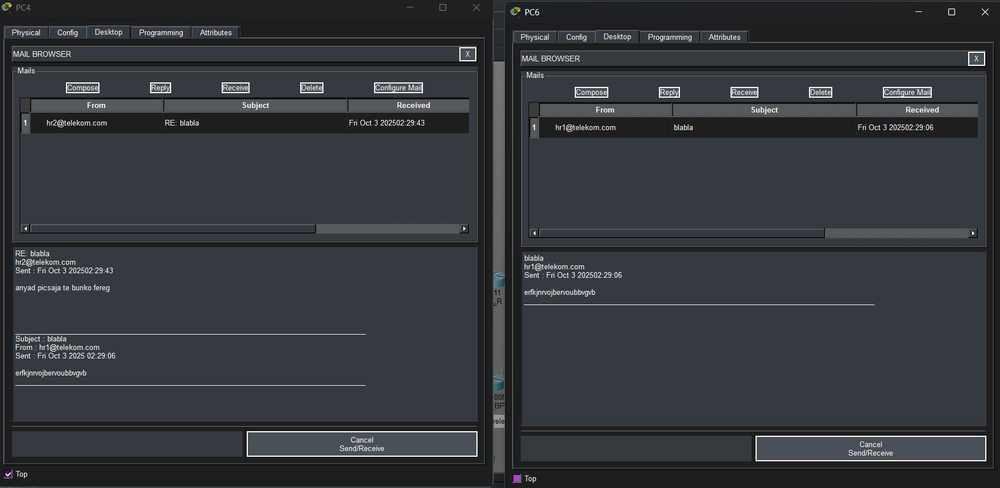 PC4
Physical Config Desktop Programming Attributes
MAIL BROWSER X
Mails
Compose Reply Receive Delete Configure Mail
From Subject Received
1 hr2@telekom.com RE: blabla Fri Oct 3 202502:29:43
RE: blabla
hr2@telekom.com
Sent : Fri Oct 3 202502:29:43
anyad picsaja te bunko fereg
Subject : blabla
From : hr1@telekom.com
Sent : Fri Oct 3 2025 02:29:06
erfkjnrvojbervoubbvgvb
Cancel
Send/Receive
Top
11
_R
00N
_BP
rele
PC6
Physical Config Desktop Programming Attributes
MAIL BROWSER X
Mails
Compose Reply Receive Delete Configure Mail
From Subject Received
1 hr1@telekom.com blabla Fri Oct 3 202502:29:06
blabla
hr1@telekom.com
Sent : Fri Oct 3 202502:29:06
erfkjnrvojbervoubbvgvb
Cancel
Send/Receive
Top